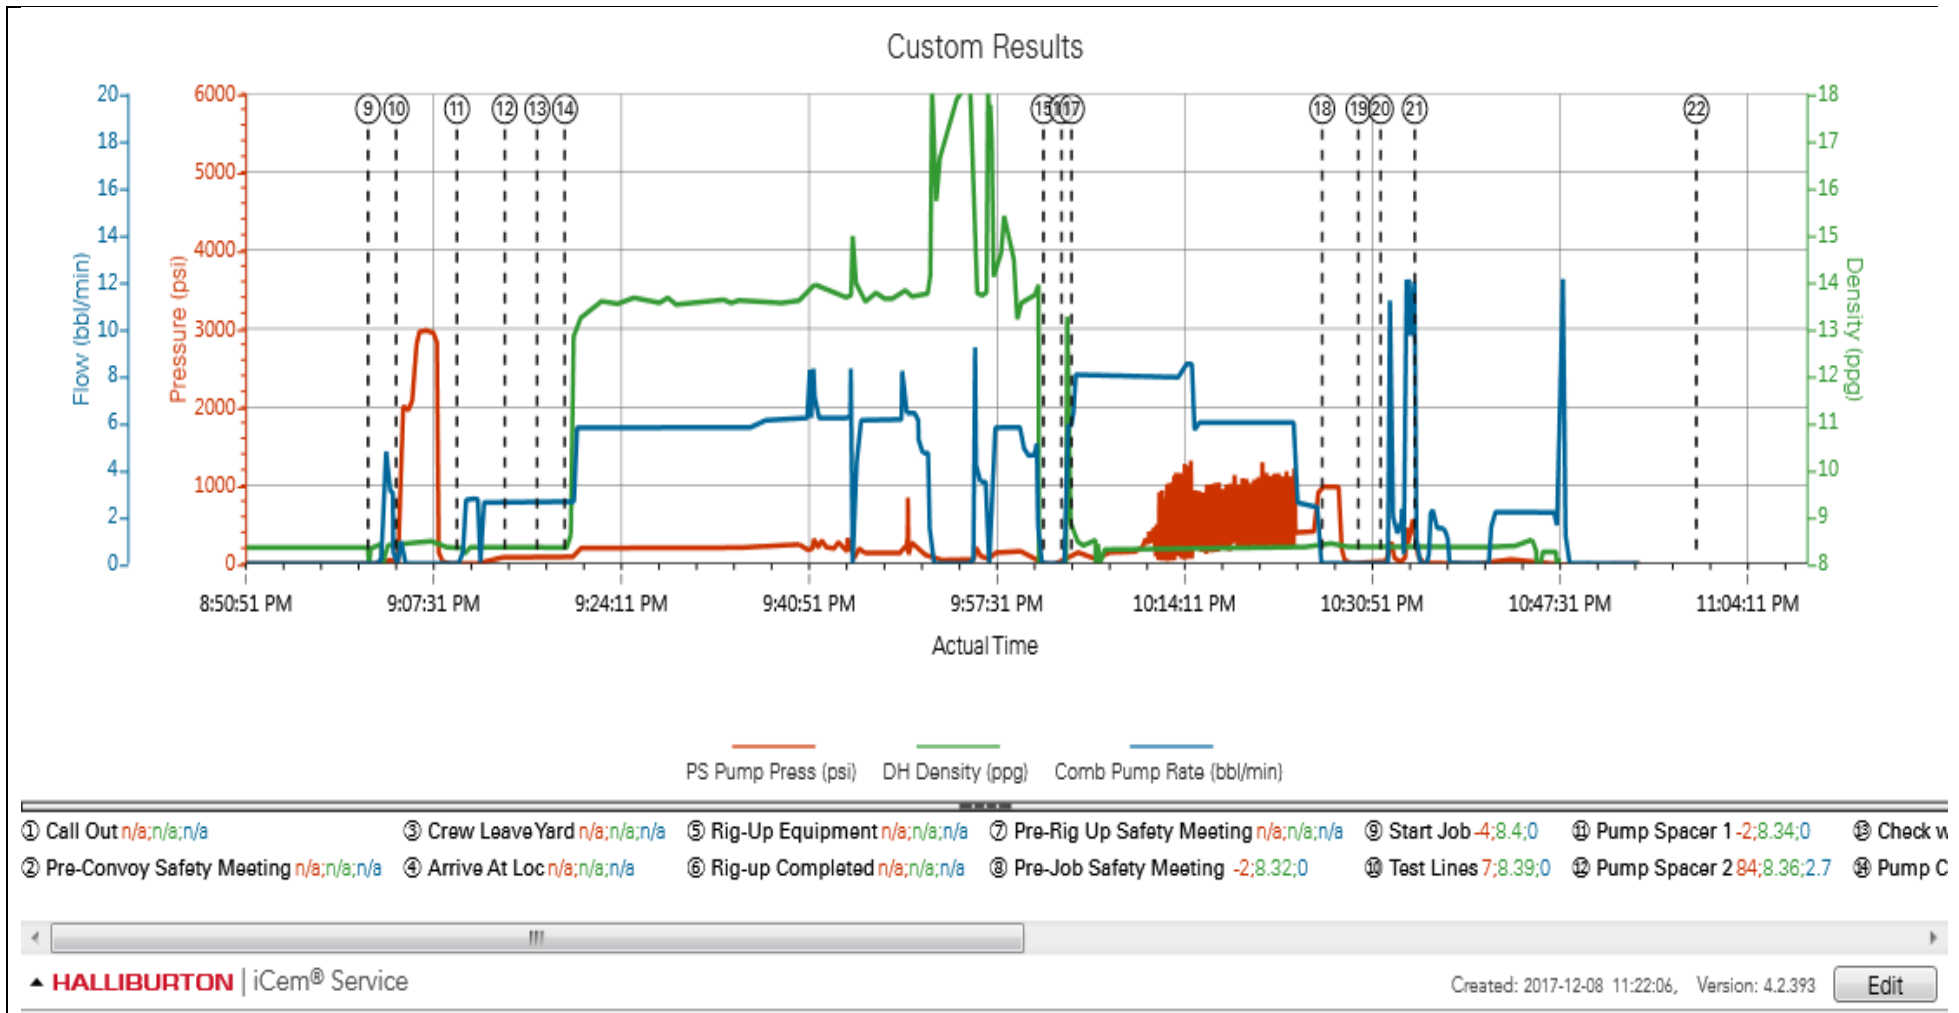 Custom Results
20 18 16 14 12 10 8 6 4 2 0
Flow (bbl/min)
6000 5000 4000 3000 2000 1000 0
Pressure (psi)
⑨ ⑩ ⑪ ⑫ ⑬ ⑭ ⑮ ⑰ ⑱ ⑲ ⑳ ㉑ ㉒
18 17 16 15 14 13 12 11 10 9 8
Density (ppg)
8:50:51 PM 9:07:31 PM 9:24:11 PM 9:40:51 PM 9:57:31 PM 10:14:11 PM 10:30:51 PM 10:47:31 PM 11:04:11 PM
Actual Time
PS Pump Press (psi) DH Density (ppg) Comb Pump Rate (bbl/min)
① Call Out n/a;n/a;n/a ③ Crew Leave Yard n/a;n/a;n/a ⑤ Rig-Up Equipment n/a;n/a;n/a ⑦ Pre-Rig Up Safety Meeting n/a;n/a;n/a ⑨ Start Job -4;8.4;0 ⑪ Pump Spacer 1 -2;8.34;0 ⑬ Check w
② Pre-Convoy Safety Meeting n/a;n/a;n/a ④ Arrive At Loc n/a;n/a;n/a ⑥ Rig-up Completed n/a;n/a;n/a ⑧ Pre-Job Safety Meeting -2;8.32;0 ⑩ Test Lines 7;8.39;0 ⑫ Pump Spacer 2 84;8.36;2.7 ⑭ Pump C
HALLIBURTON | iCem® Service
Created: 2017-12-08 11:22:06, Version: 4.2.393
Edit